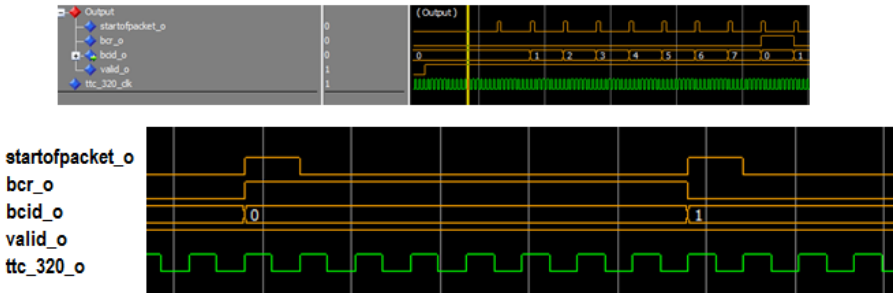 Output
startofpacket_o 0
bcr_o 0
bcid_o 0
valid_o 1
ttc_320_clk 1
(Output)
0 1 2 3 4 5 6 7 0 1
startofpacket_o
bcr_o
bcid_o 0 1
valid_o
ttc_320_o